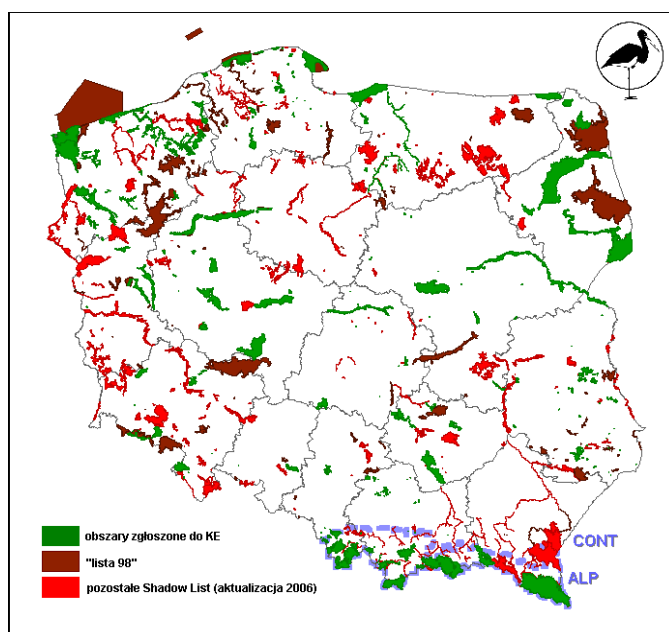 CONT
ALP
obszary zgłoszone do KE
"lista 98"
pozostałe Shadow List (aktualizacja 2006)